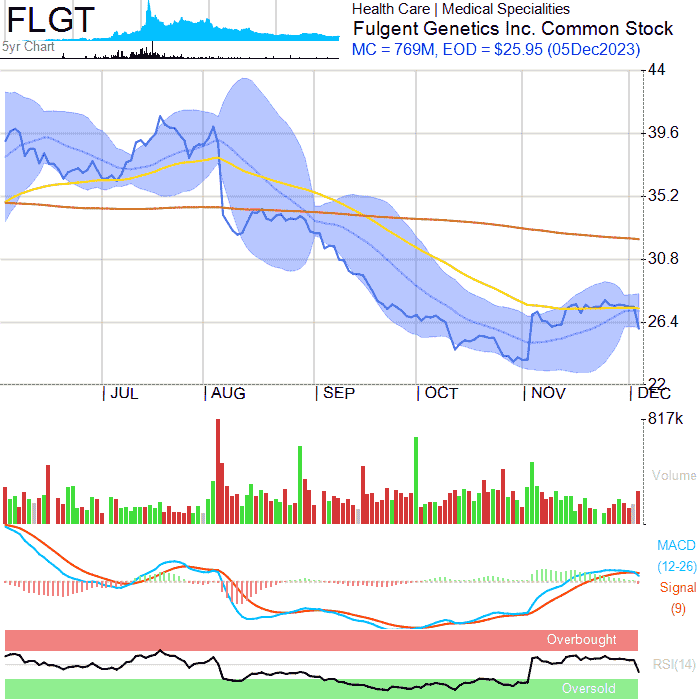 FLGT
5yr Chart
Health Care | Medical Specialities
Fulgent Genetics Inc. Common Stock
MC = 769M, EOD = $25.95 (05Dec2023)
44
39.6
35.2
30.8
26.4
22
JUL
AUG
SEP
OCT
NOV
DEC
817k
Volume
MACD
(12-26)
Signal
(9)
Overbought
RSI(14)
Oversold